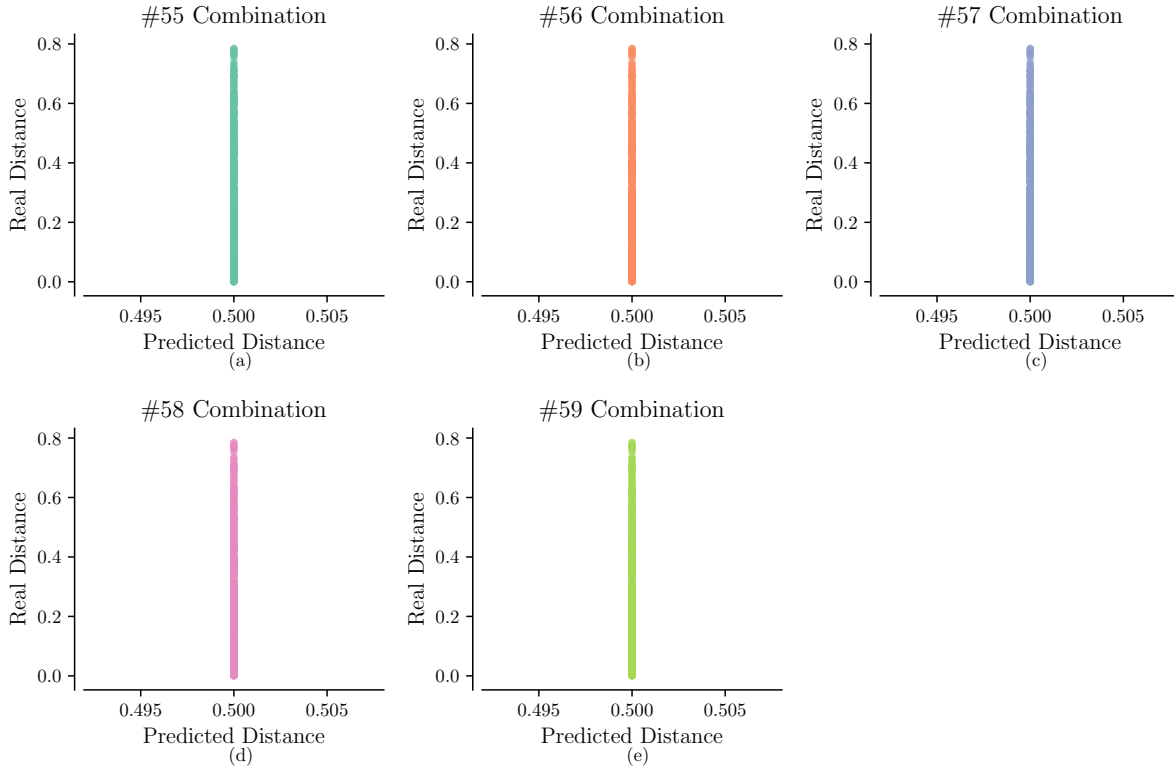 #55 Combination
#56 Combination
#57 Combination
0.8
0.6
0.4
0.2
0.0
Real Distance
0.495 0.500 0.505
Predicted Distance
(a)
0.8
0.6
0.4
0.2
0.0
Real Distance
0.495 0.500 0.505
Predicted Distance
(b)
0.8
0.6
0.4
0.2
0.0
Real Distance
0.495 0.500 0.505
Predicted Distance
(c)
#58 Combination
#59 Combination
0.8
0.6
0.4
0.2
0.0
Real Distance
0.495 0.500 0.505
Predicted Distance
(d)
0.8
0.6
0.4
0.2
0.0
Real Distance
0.495 0.500 0.505
Predicted Distance
(e)